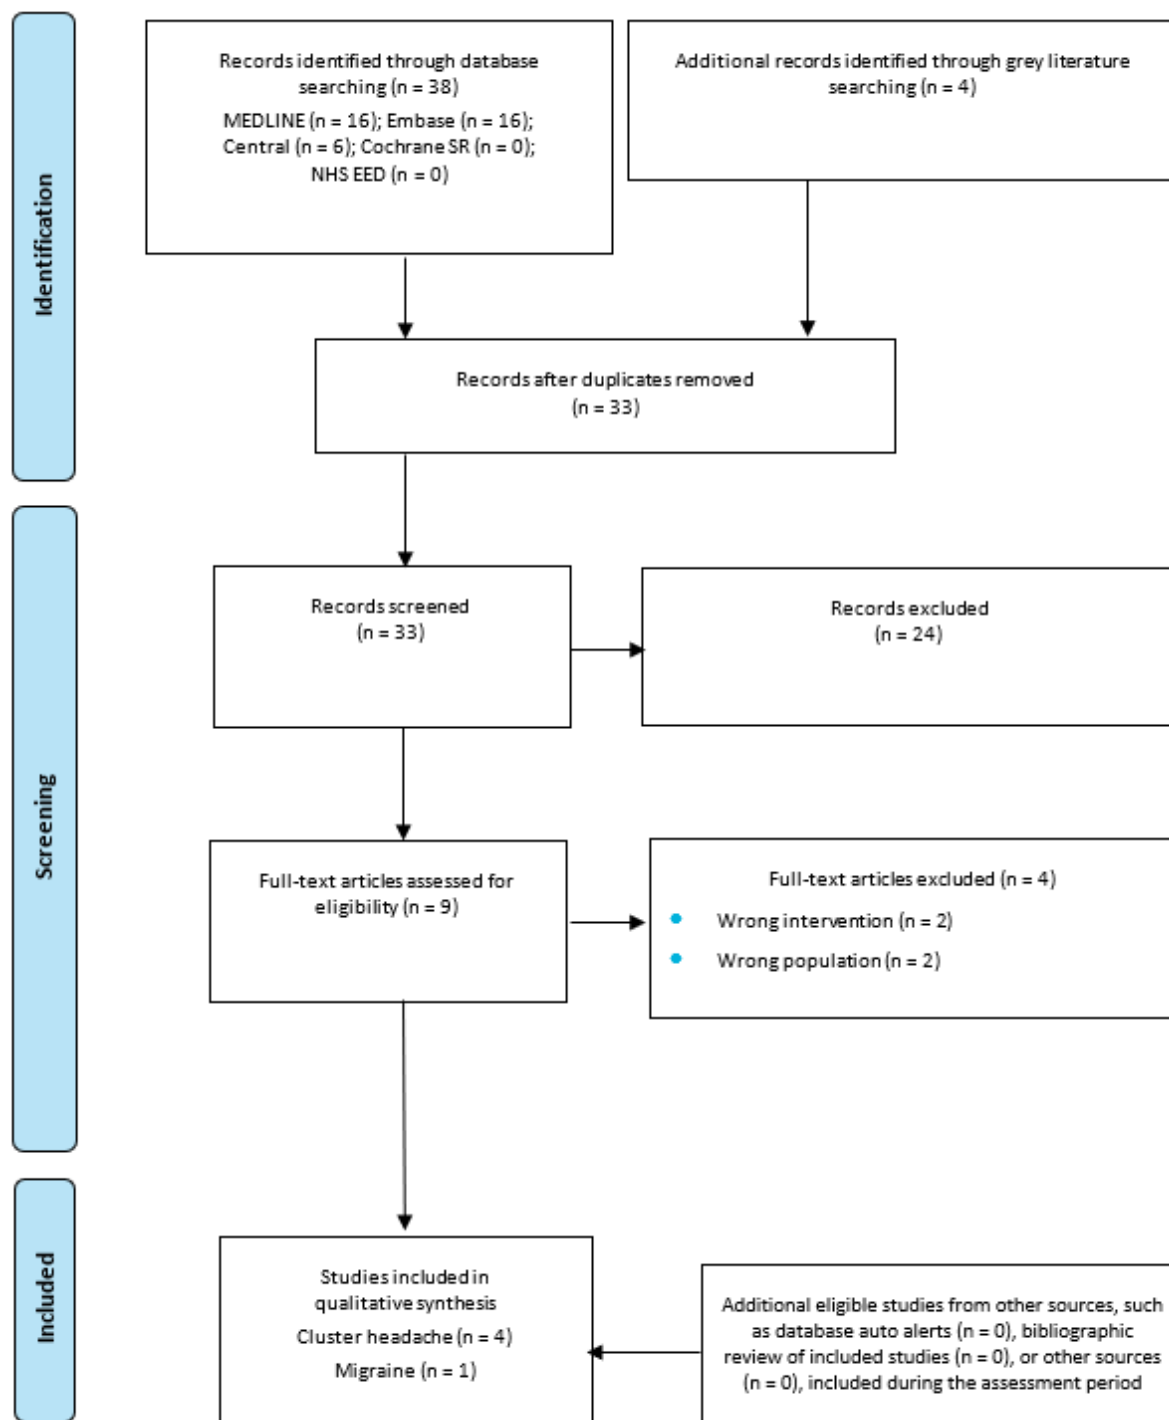 Identification
Records identified through database
searching (n = 38)
MEDLINE (n = 16); Embase (n = 16);
Central (n = 6); Cochrane SR (n = 0);
NHS EED (n = 0)
Additional records identified through grey literature
searching (n = 4)
Records after duplicates removed
(n = 33)
Screening
Records screened
(n = 33)
Records excluded
(n = 24)
Full-text articles assessed for
eligibility (n = 9)
Full-text articles excluded (n = 4)
• Wrong intervention (n = 2)
• Wrong population (n = 2)
Included
Studies included in
qualitative synthesis
Cluster headache (n = 4)
Migraine (n = 1)
Additional eligible studies from other sources, such
as database auto alerts (n = 0), bibliographic
review of included studies (n = 0), or other sources
(n = 0), included during the assessment period